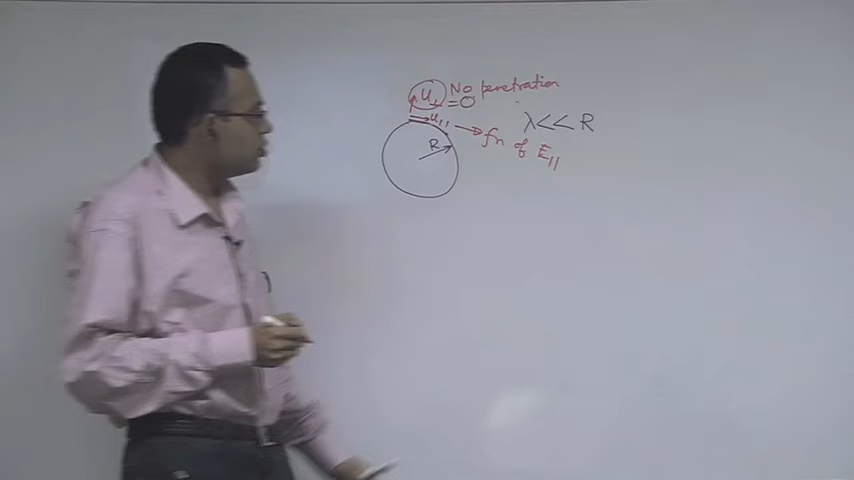 U⊥ No penetration
= 0
u|| → fn of E||
λ << R
R